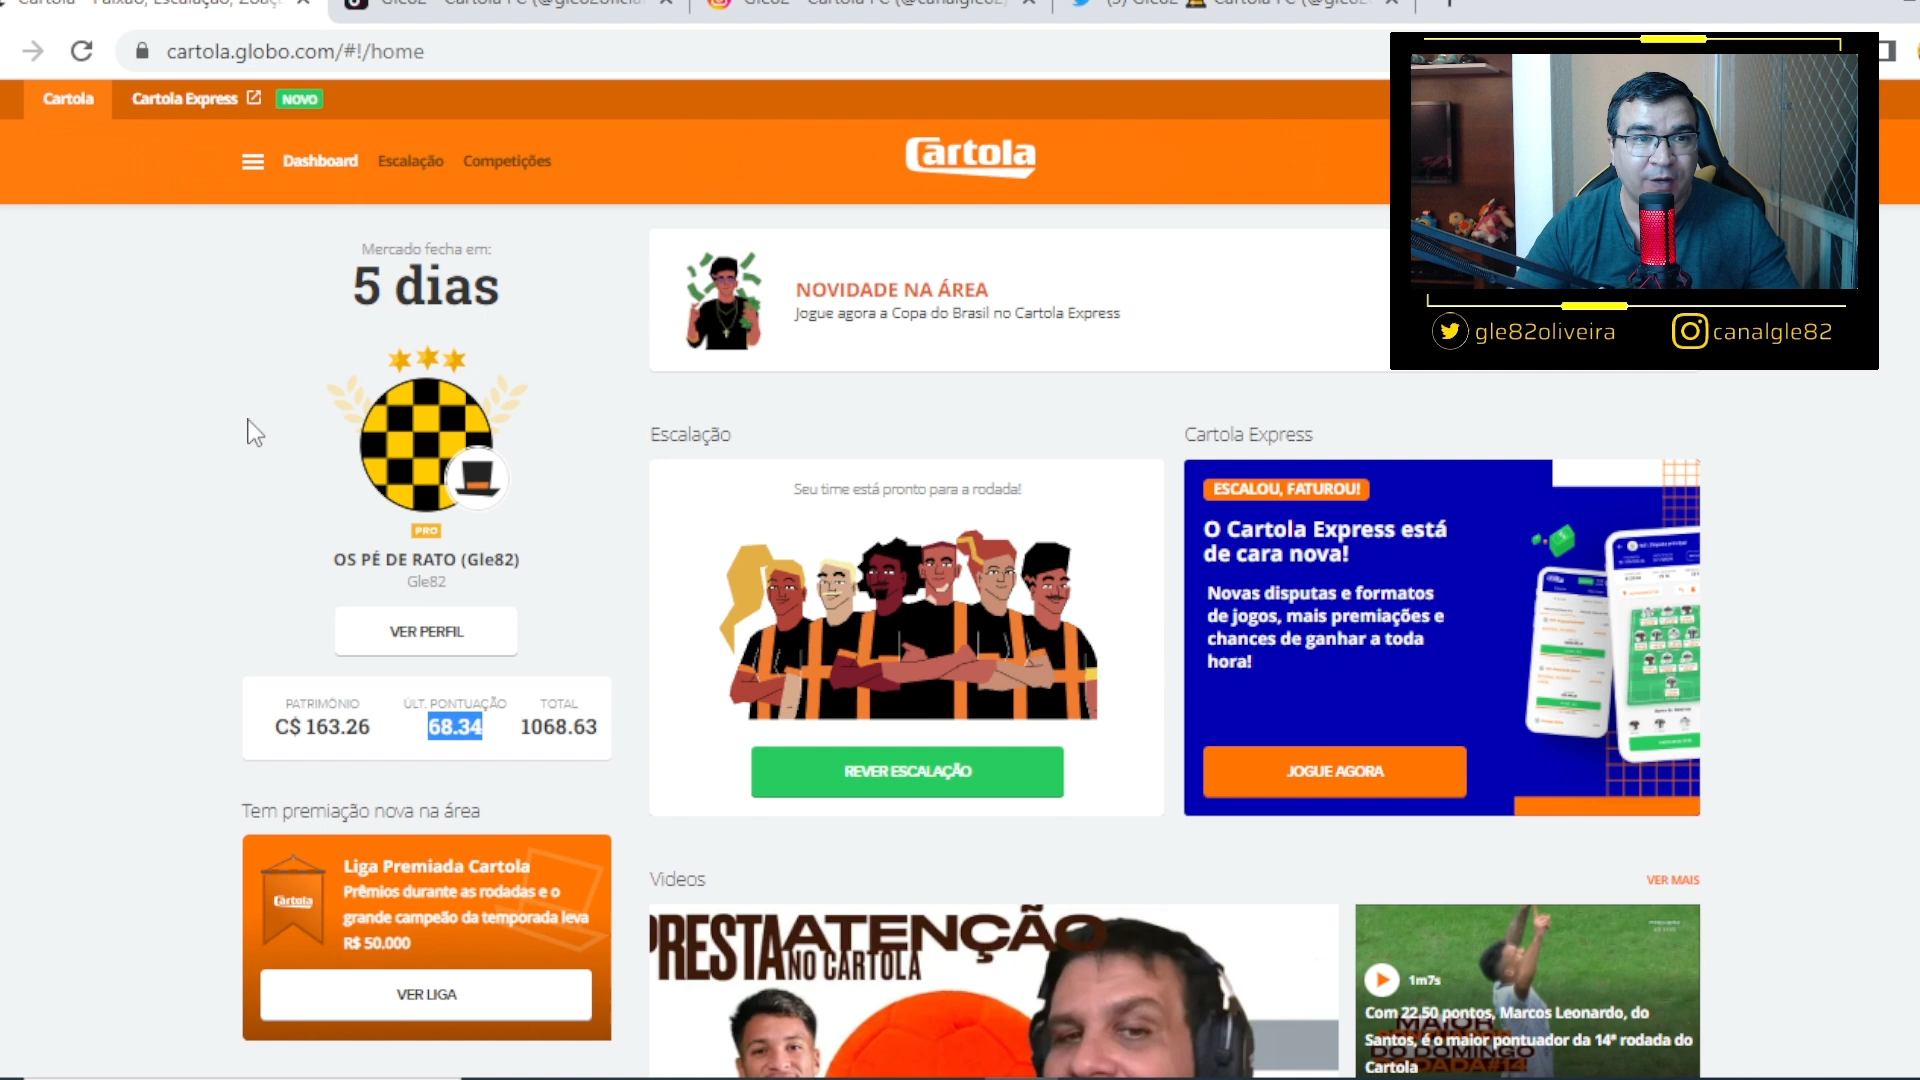 cartola.globo.com/#!/home
Cartola
Cartola Express
NOVO
Dashboard
Escalação
Competições
Cartola
gle82oliveira
canalgle82
Mercado fecha em:
5 dias
NOVIDADE NA ÁREA
Jogue agora a Copa do Brasil no Cartola Express
PRO
OS PÉ DE RATO (Gle82)
Gle82
VER PERFIL
PATRIMÔNIO
ÚLT. PONTUAÇÃO
TOTAL
C$ 163.26
68.34
1068.63
Tem premiação nova na área
Cartola
Liga Premiada Cartola
Prêmios durante as rodadas e o
grande campeão da temporada leva
R$ 50.000
VER LIGA
Escalação
Seu time está pronto para a rodada!
REVER ESCALAÇÃO
Cartola Express
ESCALOU, FATUROU!
O Cartola Express está
de cara nova!
Novas disputas e formatos
de jogos, mais premiações e
chances de ganhar a toda
hora!
JOGUE AGORA
Videos
VER MAIS
PRESTA ATENÇÃO
NO CARTOLA
1m7s
Com 22.50 pontos, Marcos Leonardo, do
Santos, é o maior pontuador da 14ª rodada do
Cartola
MAIOR
DO DOMINGO